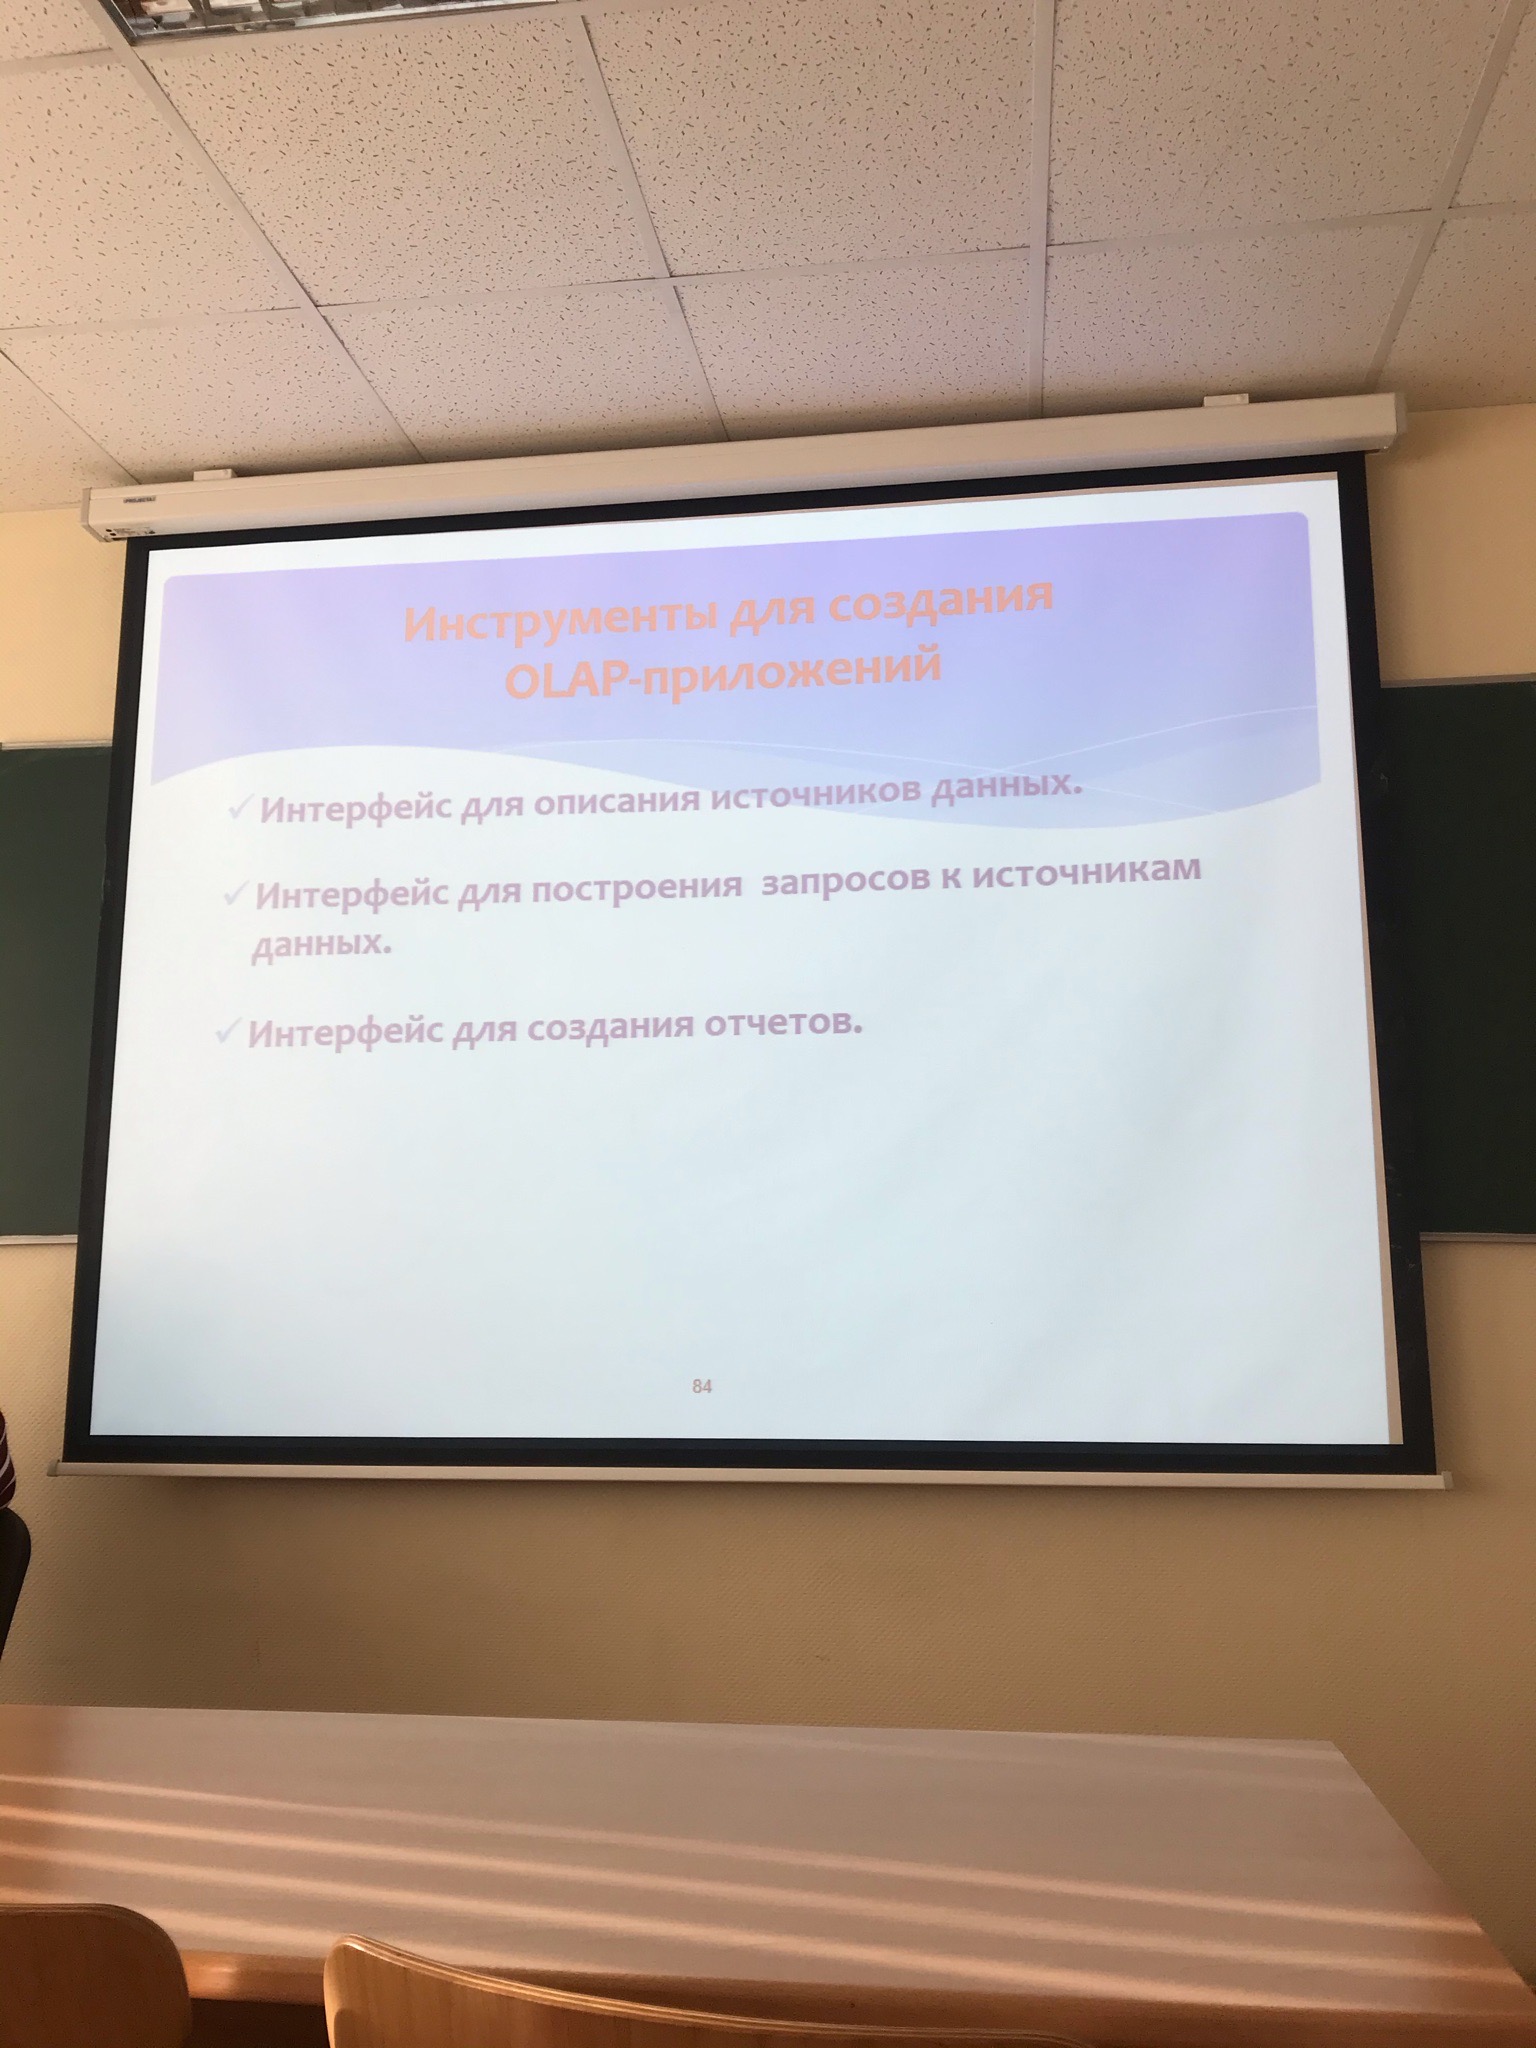 PROJECTA
Инструменты для создания
OLAP-приложений
Интерфейс для описания источников данных.
Интерфейс для построения запросов к источникам
данных.
Интерфейс для создания отчетов.
84